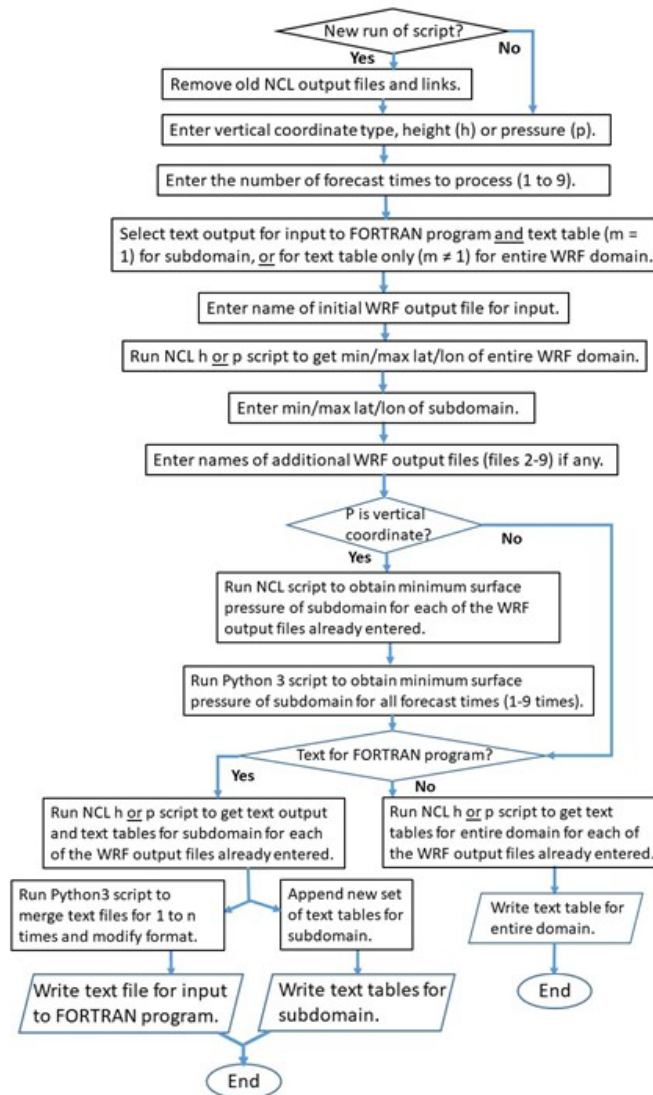 New run of script?
No
Yes
Remove old NCL output files and links.
Enter vertical coordinate type, height (h) or pressure (p).
Enter the number of forecast times to process (1 to 9).
Select text output for input to FORTRAN program and text table (m =
1) for subdomain, or for text table only (m ≠ 1) for entire WRF domain.
Enter name of initial WRF output file for input.
Run NCL h or p script to get min/max lat/lon of entire WRF domain.
Enter min/max lat/lon of subdomain.
Enter names of additional WRF output files (files 2-9) if any.
P is vertical
coordinate?
No
Yes
Run NCL script to obtain minimum surface
pressure of subdomain for each of the WRF
output files already entered.
Run Python 3 script to obtain minimum surface
pressure of subdomain for all forecast times (1-9 times).
Text for FORTRAN program?
Yes
No
Run NCL h or p script to get text output
and text tables for subdomain for each
of the WRF output files already entered.
Run NCL h or p script to get text
tables for entire domain for each of
the WRF output files already entered.
Run Python3 script to
merge text files for 1 to n
times and modify format.
Append new set
of text tables for
subdomain.
Write text table for
entire domain.
Write text file for input
to FORTRAN program.
Write text tables for
subdomain.
End
End